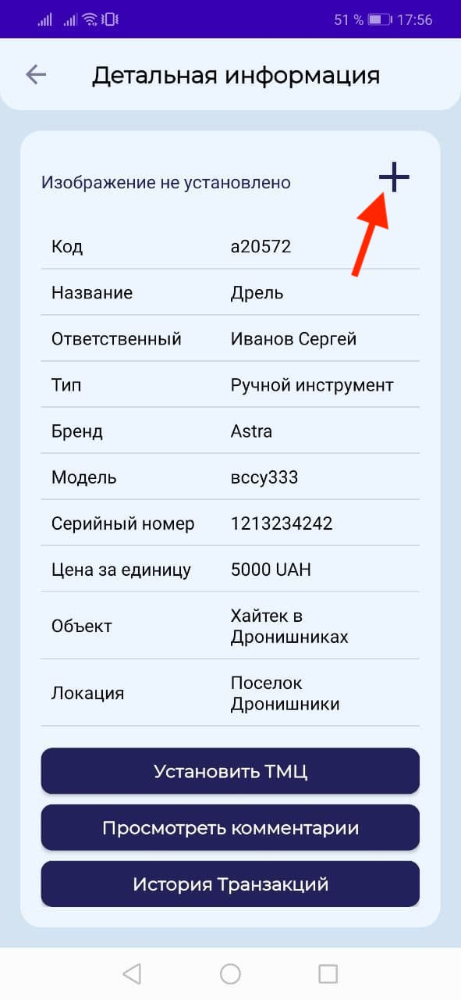 51 % 17:56
Детальная информация
Изображение не установлено
Код a20572
Название Дрель
Ответственный Иванов Сергей
Тип Ручной инструмент
Бренд Astra
Модель вссу333
Серийный номер 1213234242
Цена за единицу 5000 UAH
Объект Хайтек в
Дронишниках
Локация Поселок
Дронишники
Установить ТМЦ
Просмотреть комментарии
История Транзакций